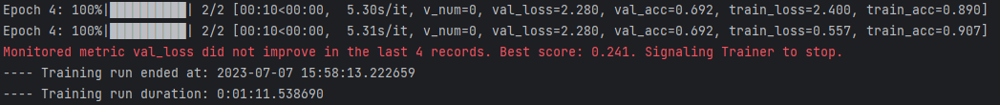 Epoch 4: 100%|██████████| 2/2 [00:10<00:00,  5.30s/it, v_num=0, val_loss=2.280, val_acc=0.692, train_loss=2.400, train_acc=0.890]
Epoch 4: 100%|██████████| 2/2 [00:10<00:00,  5.31s/it, v_num=0, val_loss=2.280, val_acc=0.692, train_loss=0.557, train_acc=0.907]
Monitored metric val_loss did not improve in the last 4 records. Best score: 0.241. Signaling Trainer to stop.
---- Training run ended at: 2023-07-07 15:58:13.222659
---- Training run duration: 0:01:11.538690